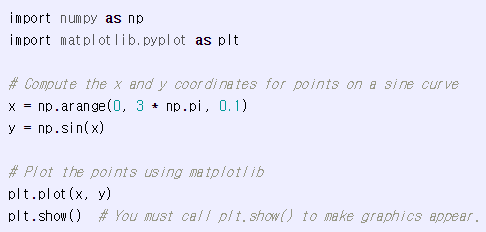 import numpy as np
import matplotlib.pyplot as plt
# Compute the x and y coordinates for points on a sine curve
x = np.arange(0, 3 * np.pi, 0.1)
y = np.sin(x)
# Plot the points using matplotlib
plt.plot(x, y)
plt.show()  # You must call plt.show() to make graphics appear.